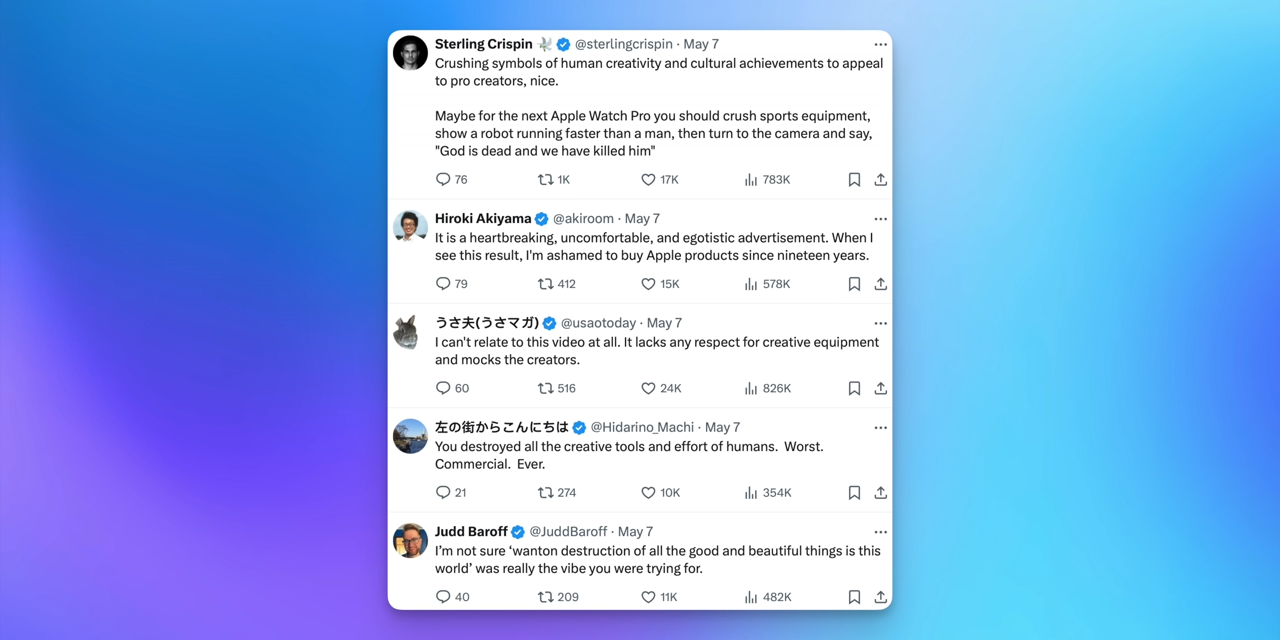 Sterling Crispin 🕊️ @sterlingcrispin · May 7
Crushing symbols of human creativity and cultural achievements to appeal
to pro creators, nice.
Maybe for the next Apple Watch Pro you should crush sports equipment,
show a robot running faster than a man, then turn to the camera and say,
"God is dead and we have killed him"
76 1K 17K 783K
Hiroki Akiyama @akiroom · May 7
It is a heartbreaking, uncomfortable, and egotistic advertisement. When I
see this result, I'm ashamed to buy Apple products since nineteen years.
79 412 15K 578K
うさ夫(うさマガ) @usaotoday · May 7
I can't relate to this video at all. It lacks any respect for creative equipment
and mocks the creators.
60 516 24K 826K
左の街からこんにちは @Hidarino_Machi · May 7
You destroyed all the creative tools and effort of humans.  Worst.
Commercial.  Ever.
21 274 10K 354K
Judd Baroff @JuddBaroff · May 7
I’m not sure ‘wanton destruction of all the good and beautiful things is this
world’ was really the vibe you were trying for.
40 209 11K 482K